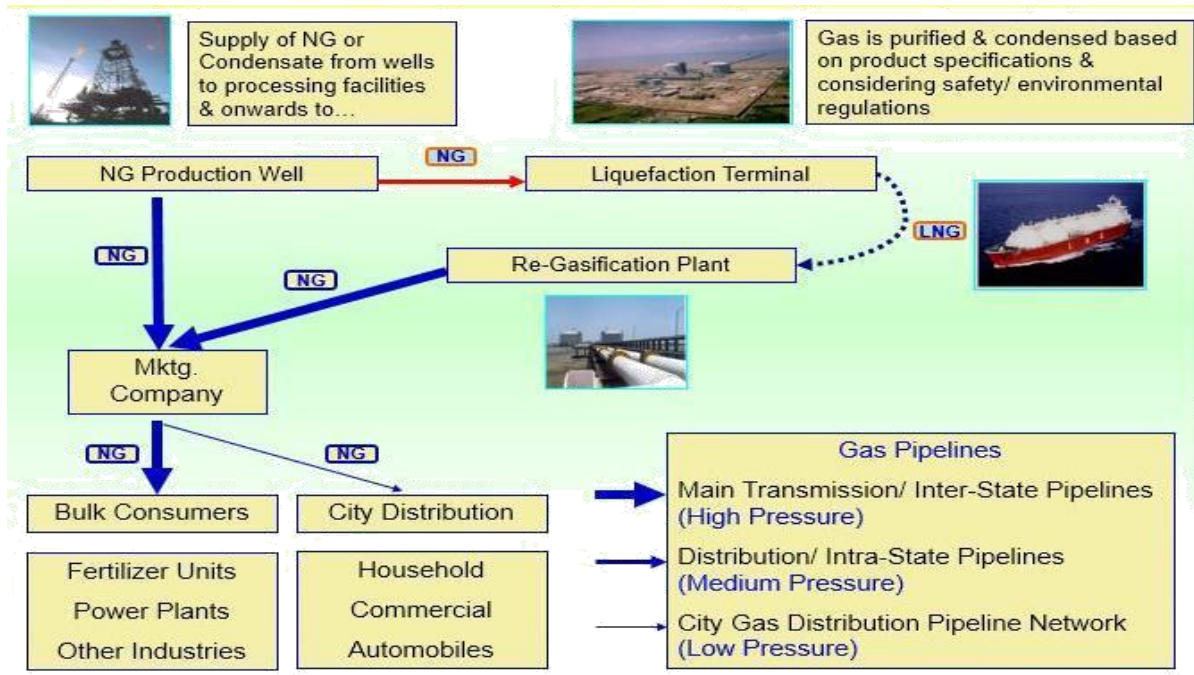 Supply of NG or
Condensate from wells
to processing facilities
& onwards to…
Gas is purified & condensed based
on product specifications &
considering safety/ environmental
regulations
NG Production Well
NG
Liquefaction Terminal
NG
LNG
Re-Gasification Plant
NG
Mktg.
Company
NG
NG
Bulk Consumers
City Distribution
Fertilizer Units
Power Plants
Other Industries
Household
Commercial
Automobiles
Gas Pipelines
Main Transmission/ Inter-State Pipelines
(High Pressure)
Distribution/ Intra-State Pipelines
(Medium Pressure)
City Gas Distribution Pipeline Network
(Low Pressure)